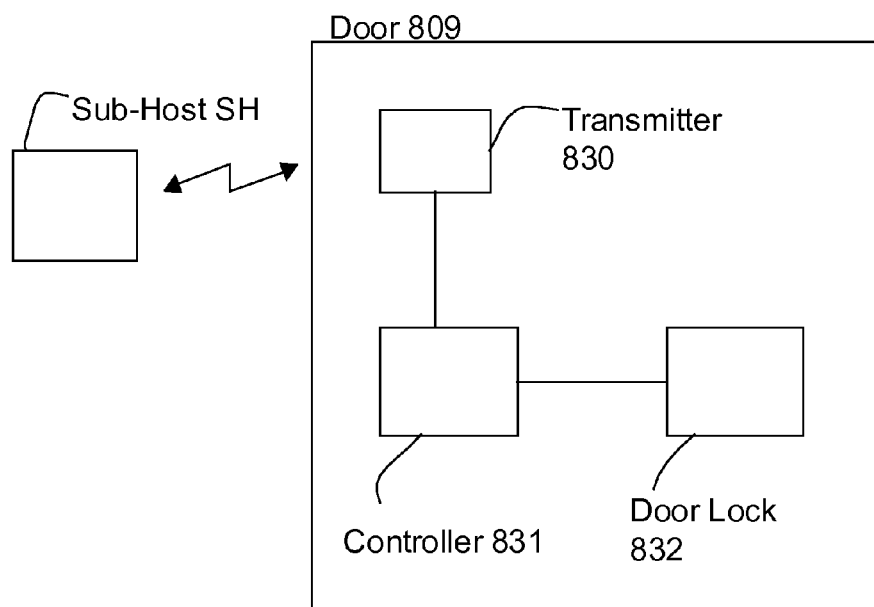 Door 809
Sub-Host SH
Transmitter
830
Controller 831
Door Lock
832